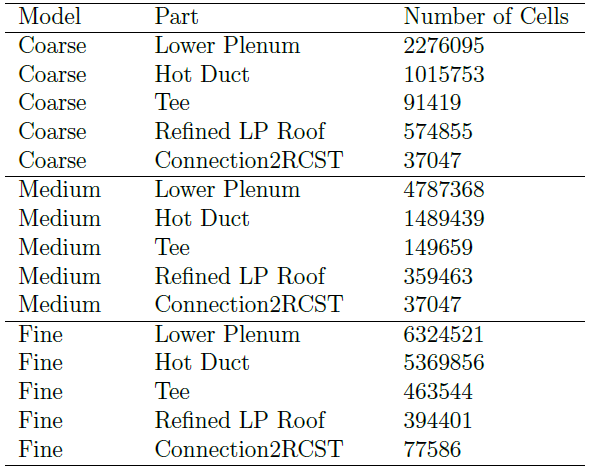 Model Part Number of Cells
Coarse Lower Plenum 2276095
Coarse Hot Duct 1015753
Coarse Tee 91419
Coarse Refined LP Roof 574855
Coarse Connection2RCST 37047
Medium Lower Plenum 4787368
Medium Hot Duct 1489439
Medium Tee 149659
Medium Refined LP Roof 359463
Medium Connection2RCST 37047
Fine Lower Plenum 6324521
Fine Hot Duct 5369856
Fine Tee 463544
Fine Refined LP Roof 394401
Fine Connection2RCST 77586